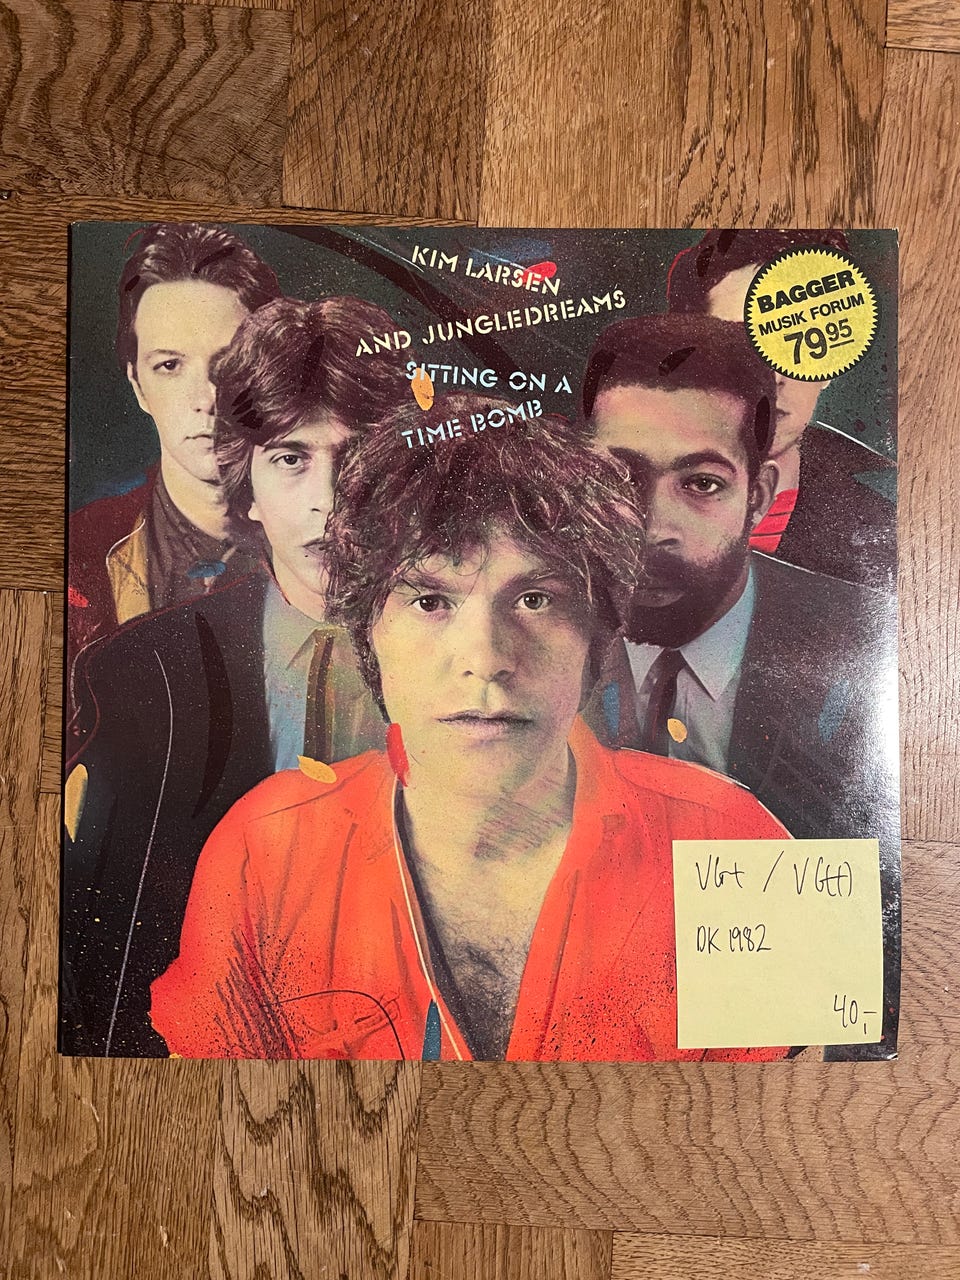 KIM LARSEN
AND JUNGLEDREAMS
SITTING ON A
TIME BOMB
BAGGER
MUSIK FORUM
79 95
VG+ / VG(+)
DK 1982
40,-